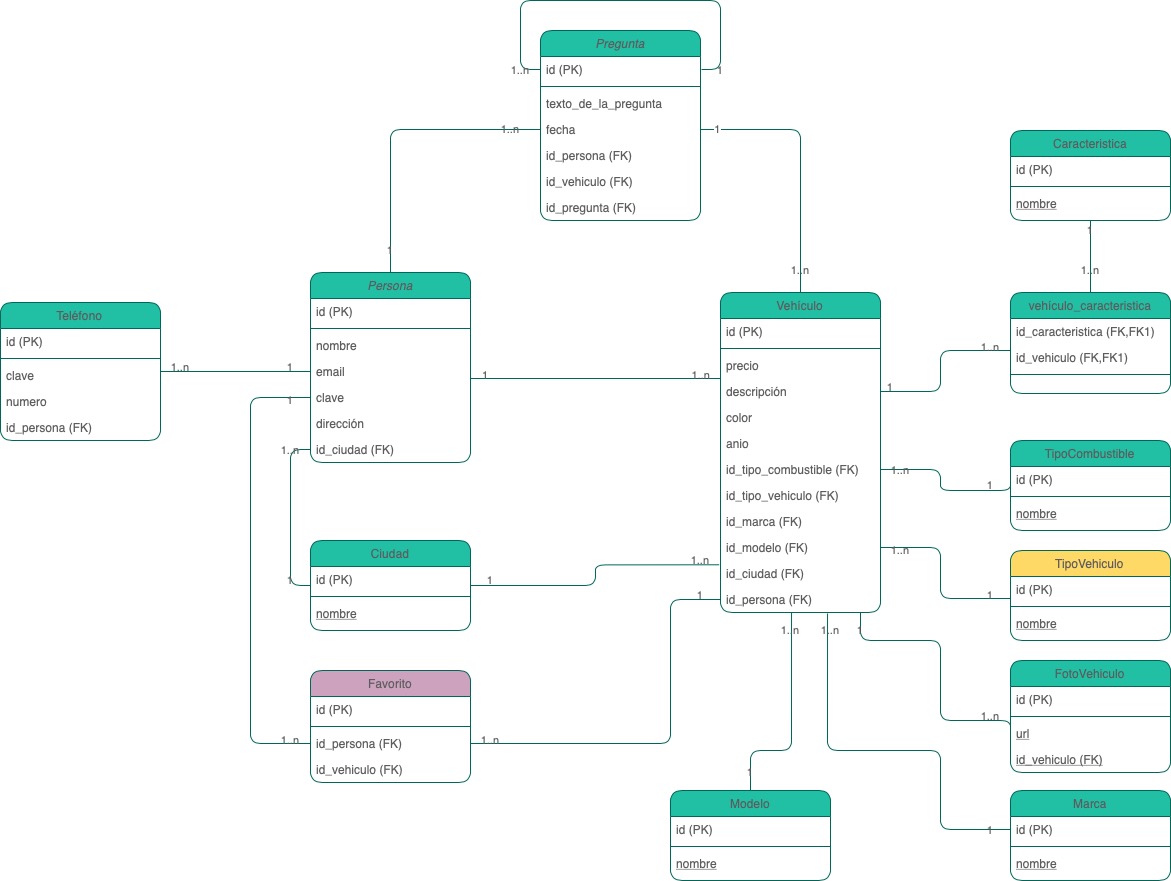 Pregunta
1..n
id (PK)
1
texto_de_la_pregunta
1..n
fecha
1
id_persona (FK)
id_vehiculo (FK)
id_pregunta (FK)
1
1..n
Caracteristica
id (PK)
nombre
1
1..n
Teléfono
id (PK)
clave
numero
id_persona (FK)
1..n
1
Persona
id (PK)
nombre
email
clave
dirección
id_ciudad (FK)
1
1..n
1
1..n
Vehículo
id (PK)
precio
descripción
color
anio
id_tipo_combustible (FK)
id_tipo_vehiculo (FK)
id_marca (FK)
id_modelo (FK)
id_ciudad (FK)
id_persona (FK)
1..n
1
vehículo_caracteristica
id_caracteristica (FK,FK1)
id_vehiculo (FK,FK1)
1..n
1
TipoCombustible
id (PK)
nombre
1..n
1
TipoVehiculo
id (PK)
nombre
1
Ciudad
id (PK)
nombre
1
1..n
1
Favorito
id (PK)
id_persona (FK)
id_vehiculo (FK)
1..n
1..n
1..n
1..n
1
FotoVehiculo
id (PK)
url
id_vehiculo (FK)
1..n
1
Modelo
id (PK)
nombre
1
Marca
id (PK)
nombre